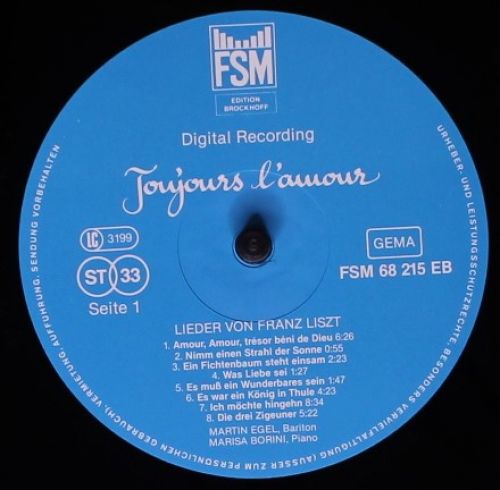 FSM
EDITION
BROCKHOFF
Digital Recording
Toujours l'amour
LC 3199
GEMA
ST 33
FSM 68 215 EB
Seite 1
LIEDER VON FRANZ LISZT
1. Amour, Amour, trésor béni de Dieu 6:26
2. Nimm einen Strahl der Sonne 0:55
3. Ein Fichtenbaum steht einsam 2:23
4. Was Liebe sei 1:27
5. Es muß ein Wunderbares sein 1:47
6. Es war ein König in Thule 4:23
7. Ich möchte hingehn 8:34
8. Die drei Zigeuner 5:22
MARTIN EGEL, Bariton
MARISA BORINI, Piano
URHEBER- UND LEISTUNGSSCHUTZRECHTE, BESONDERS VERVIELFÄLTIGUNG (AUSSER ZUM PERSÖNLICHEN GEBRAUCH), VERMIETUNG, AUFFÜHRUNG, SENDUNG VORBEHALTEN